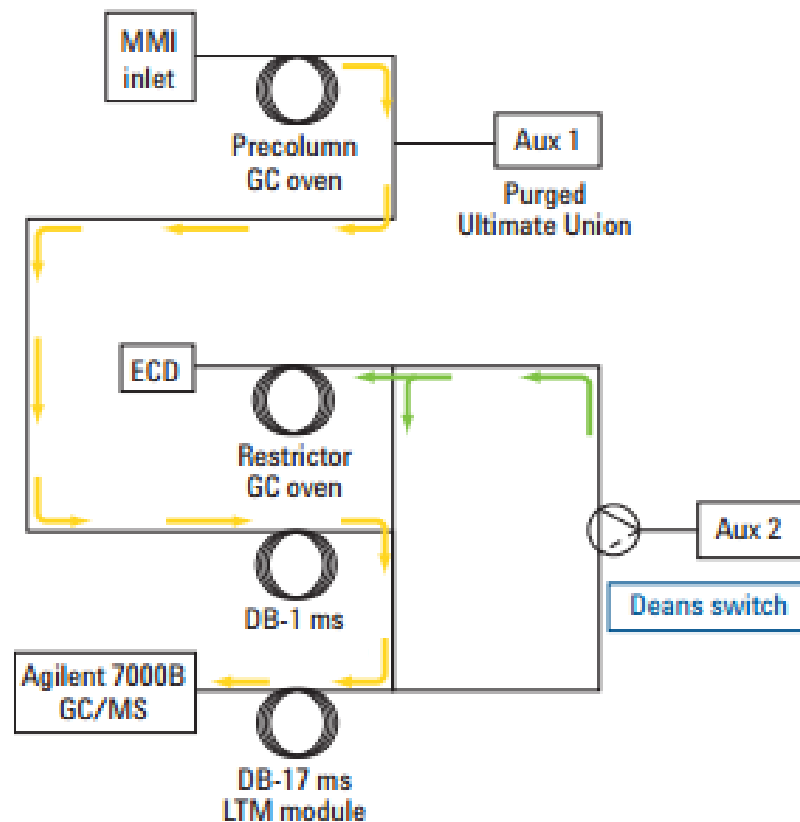 MMI
inlet
Precolumn
GC oven
Aux 1
Purged
Ultimate Union
ECD
Restrictor
GC oven
Aux 2
Deans switch
DB-1 ms
Agilent 7000B
GC/MS
DB-17 ms
LTM module